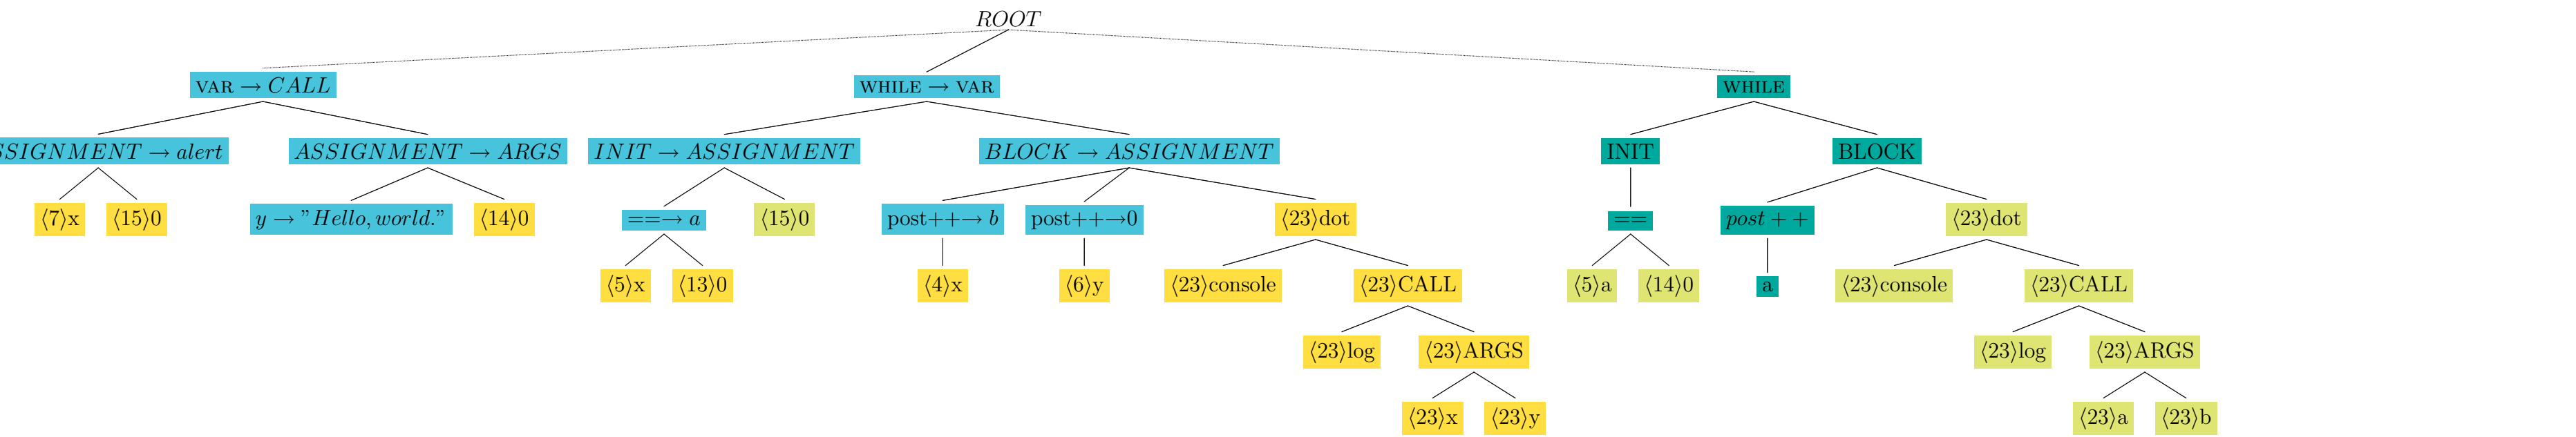 ROOT
VAR → CALL WHILE → VAR WHILE
SSIGNMENT → alert ASSIGNMENT → ARGS INIT → ASSIGNMENT BLOCK → ASSIGNMENT INIT BLOCK
⟨7⟩x ⟨15⟩0 y → ”Hello, world.” ⟨14⟩0 ==→ a ⟨15⟩0 post++→ b post++→0 ⟨23⟩dot == post + + ⟨23⟩dot
⟨5⟩x ⟨13⟩0 ⟨4⟩x ⟨6⟩y ⟨23⟩console ⟨23⟩CALL ⟨5⟩a ⟨14⟩0 a ⟨23⟩console ⟨23⟩CALL
⟨23⟩log ⟨23⟩ARGS ⟨23⟩log ⟨23⟩ARGS
⟨23⟩x ⟨23⟩y ⟨23⟩a ⟨23⟩b